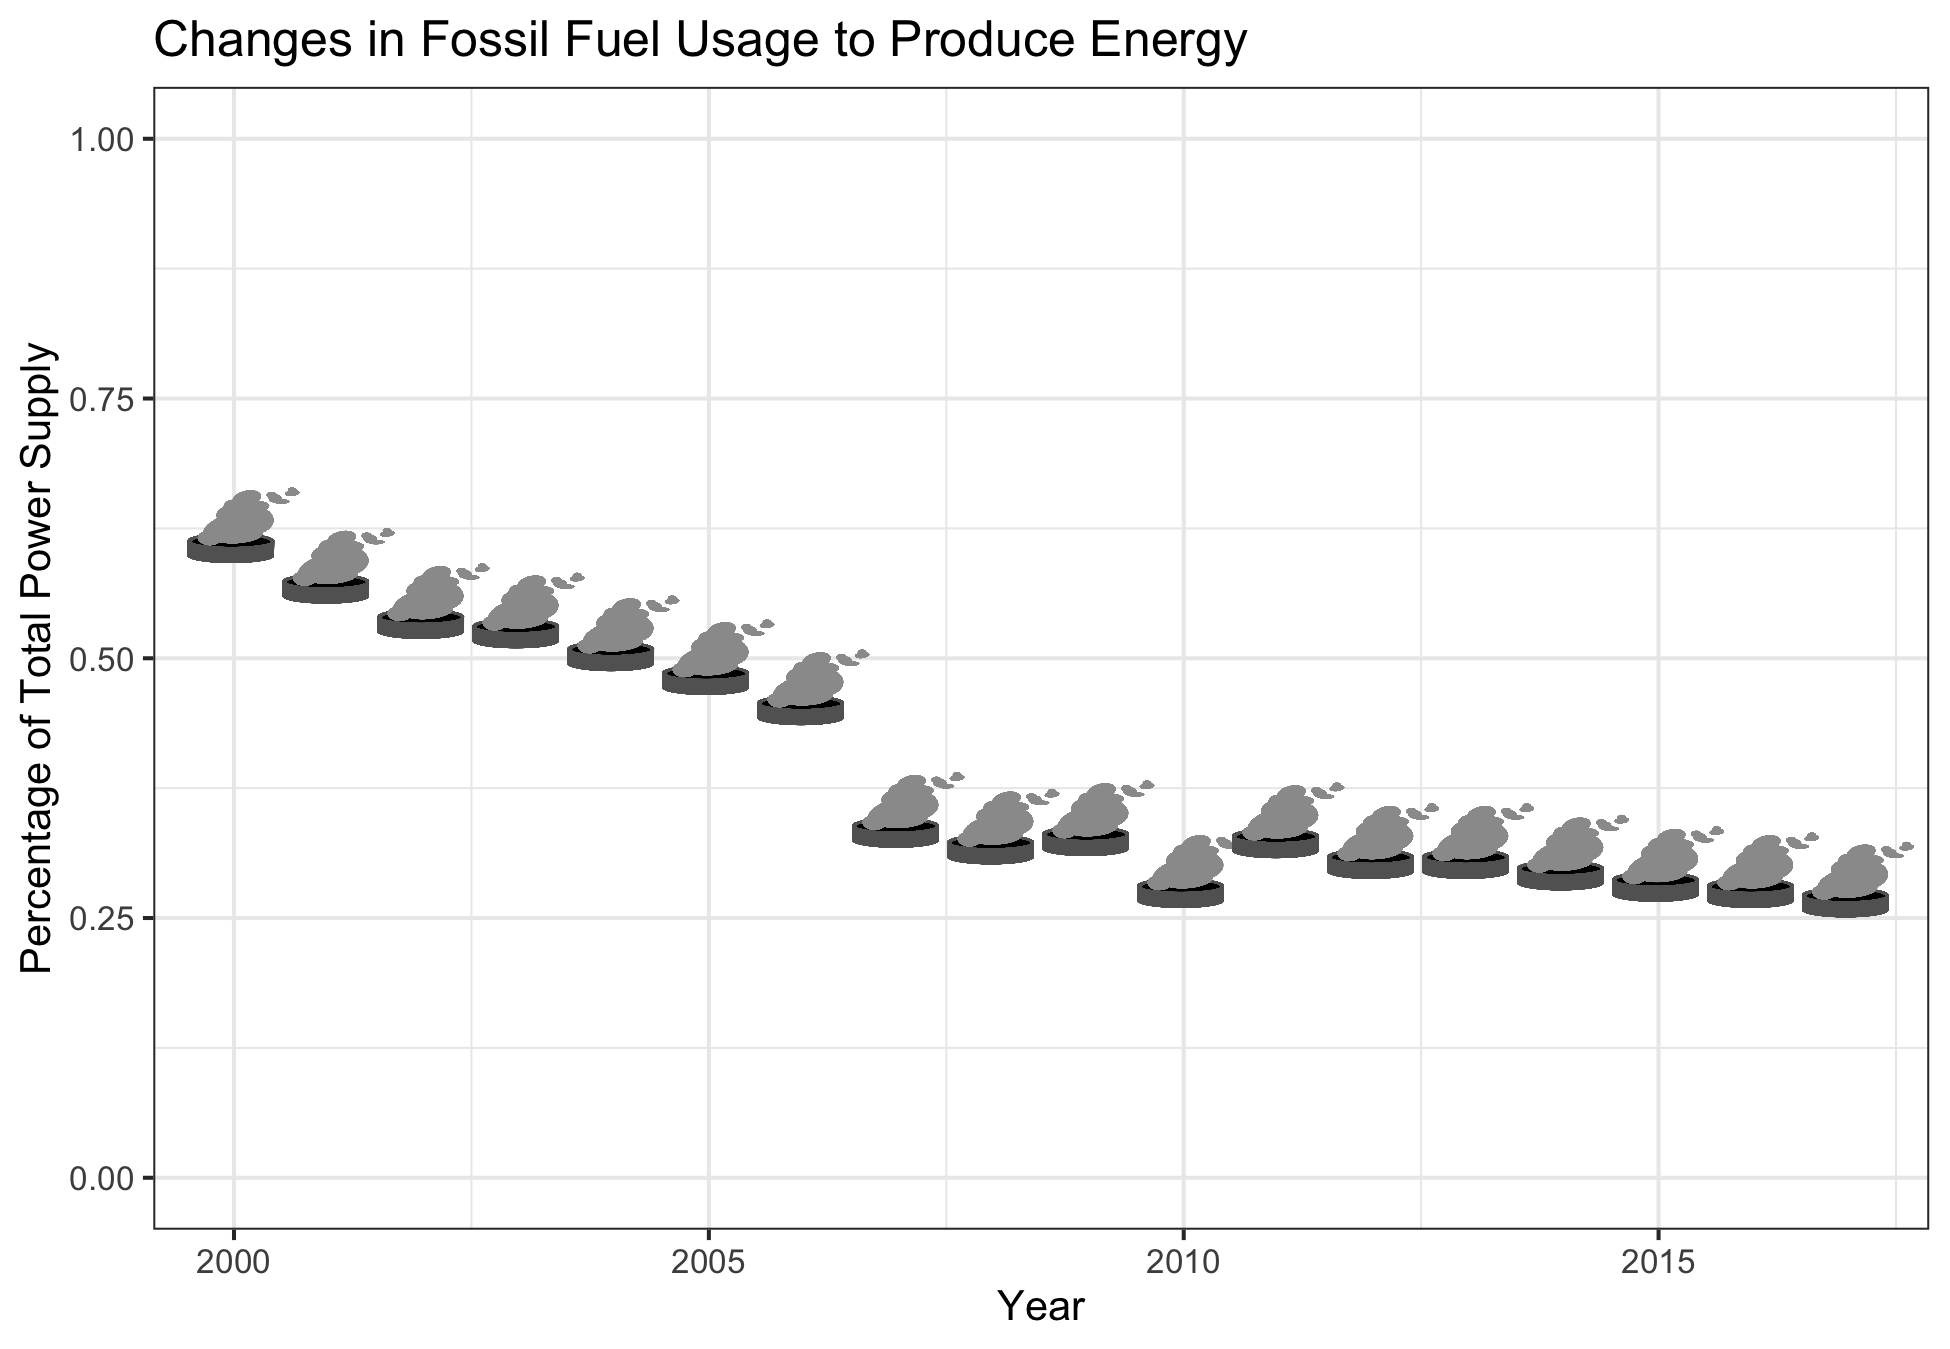 Changes in Fossil Fuel Usage to Produce Energy
Percentage of Total Power Supply
1.00
0.75
0.50
0.25
0.00
2000 2005 2010 2015
Year